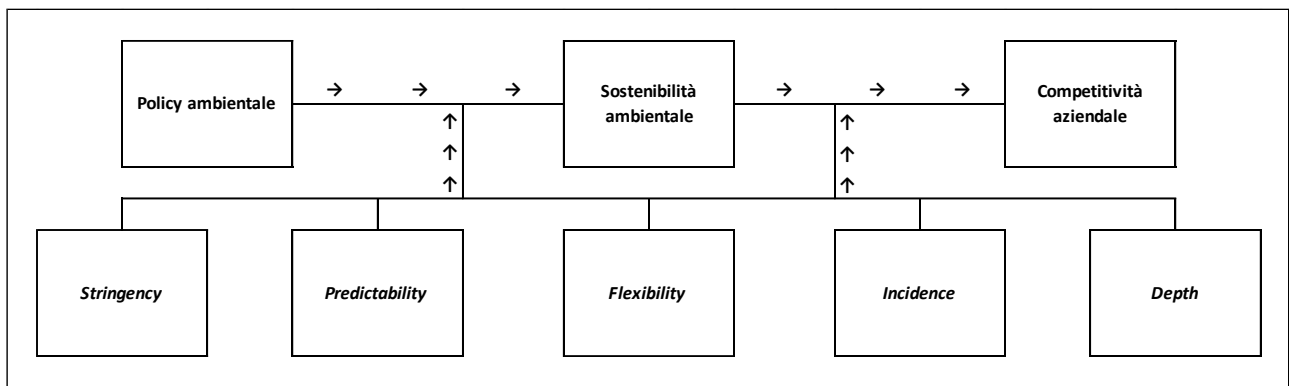 Policy ambientale
Sostenibilità
ambientale
Competitività
aziendale
→ → →
→ → →
↑ ↑
↑ ↑
↑ ↑
Stringency
Predictability
Flexibility
Incidence
Depth